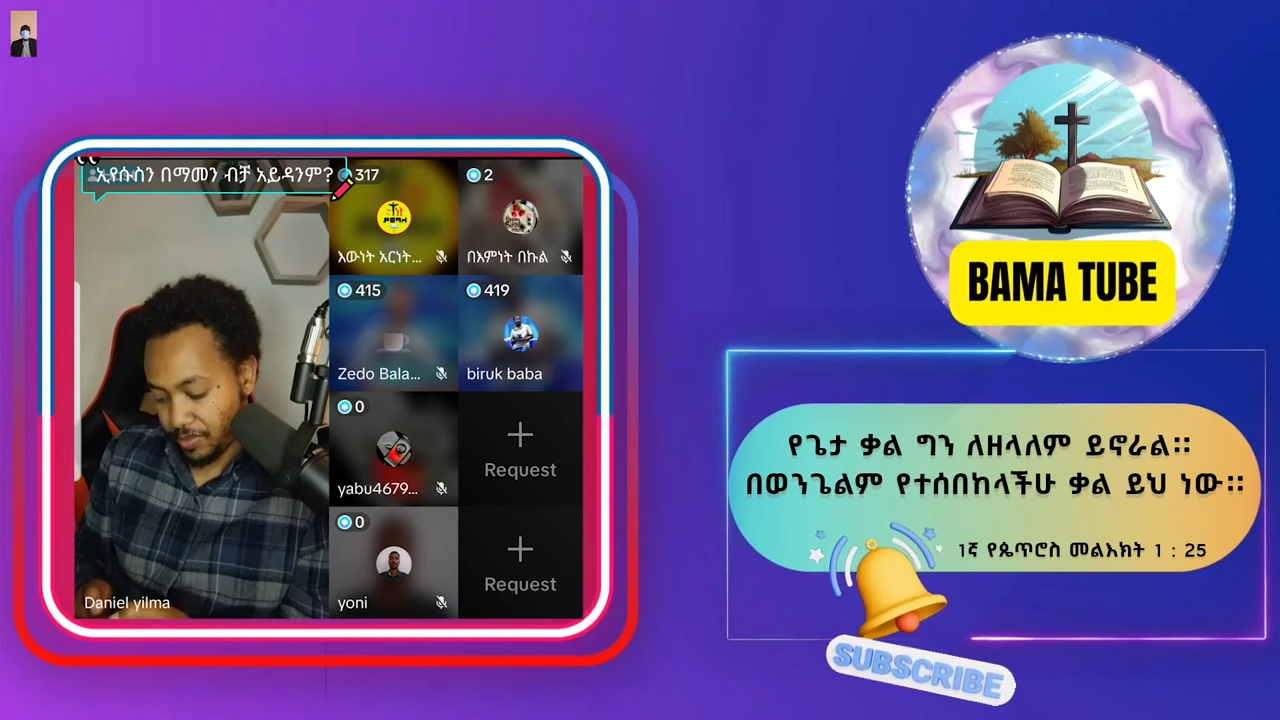 ኢየሱስን በማመን ብቻ አይዳንም?
317
እውነት አርነት...
2
በእምነት በኩል
415
Zedo Bala...
419
biruk baba
0
yabu4679...
Request
0
yoni
Request
Daniel yilma
BAMA TUBE
የጌታ ቃል ግን ለዘላለም ይኖራል።
በወንጌልም የተሰበከላችሁ ቃል ይህ ነው።
1ኛ የጴጥሮስ መልእክት 1 : 25
SUBSCRIBE